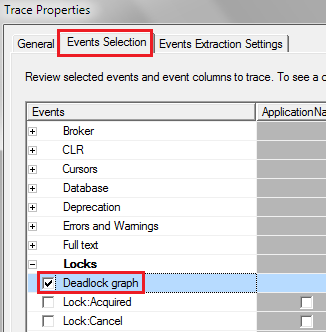 Trace Properties
General Events Selection Events Extraction Settings
Review selected events and event columns to trace. To see a c
Events ApplicationNa
Broker
CLR
Cursors
Database
Deprecation
Errors and Warnings
Full text
Locks
Deadlock graph
Lock:Acquired
Lock:Cancel